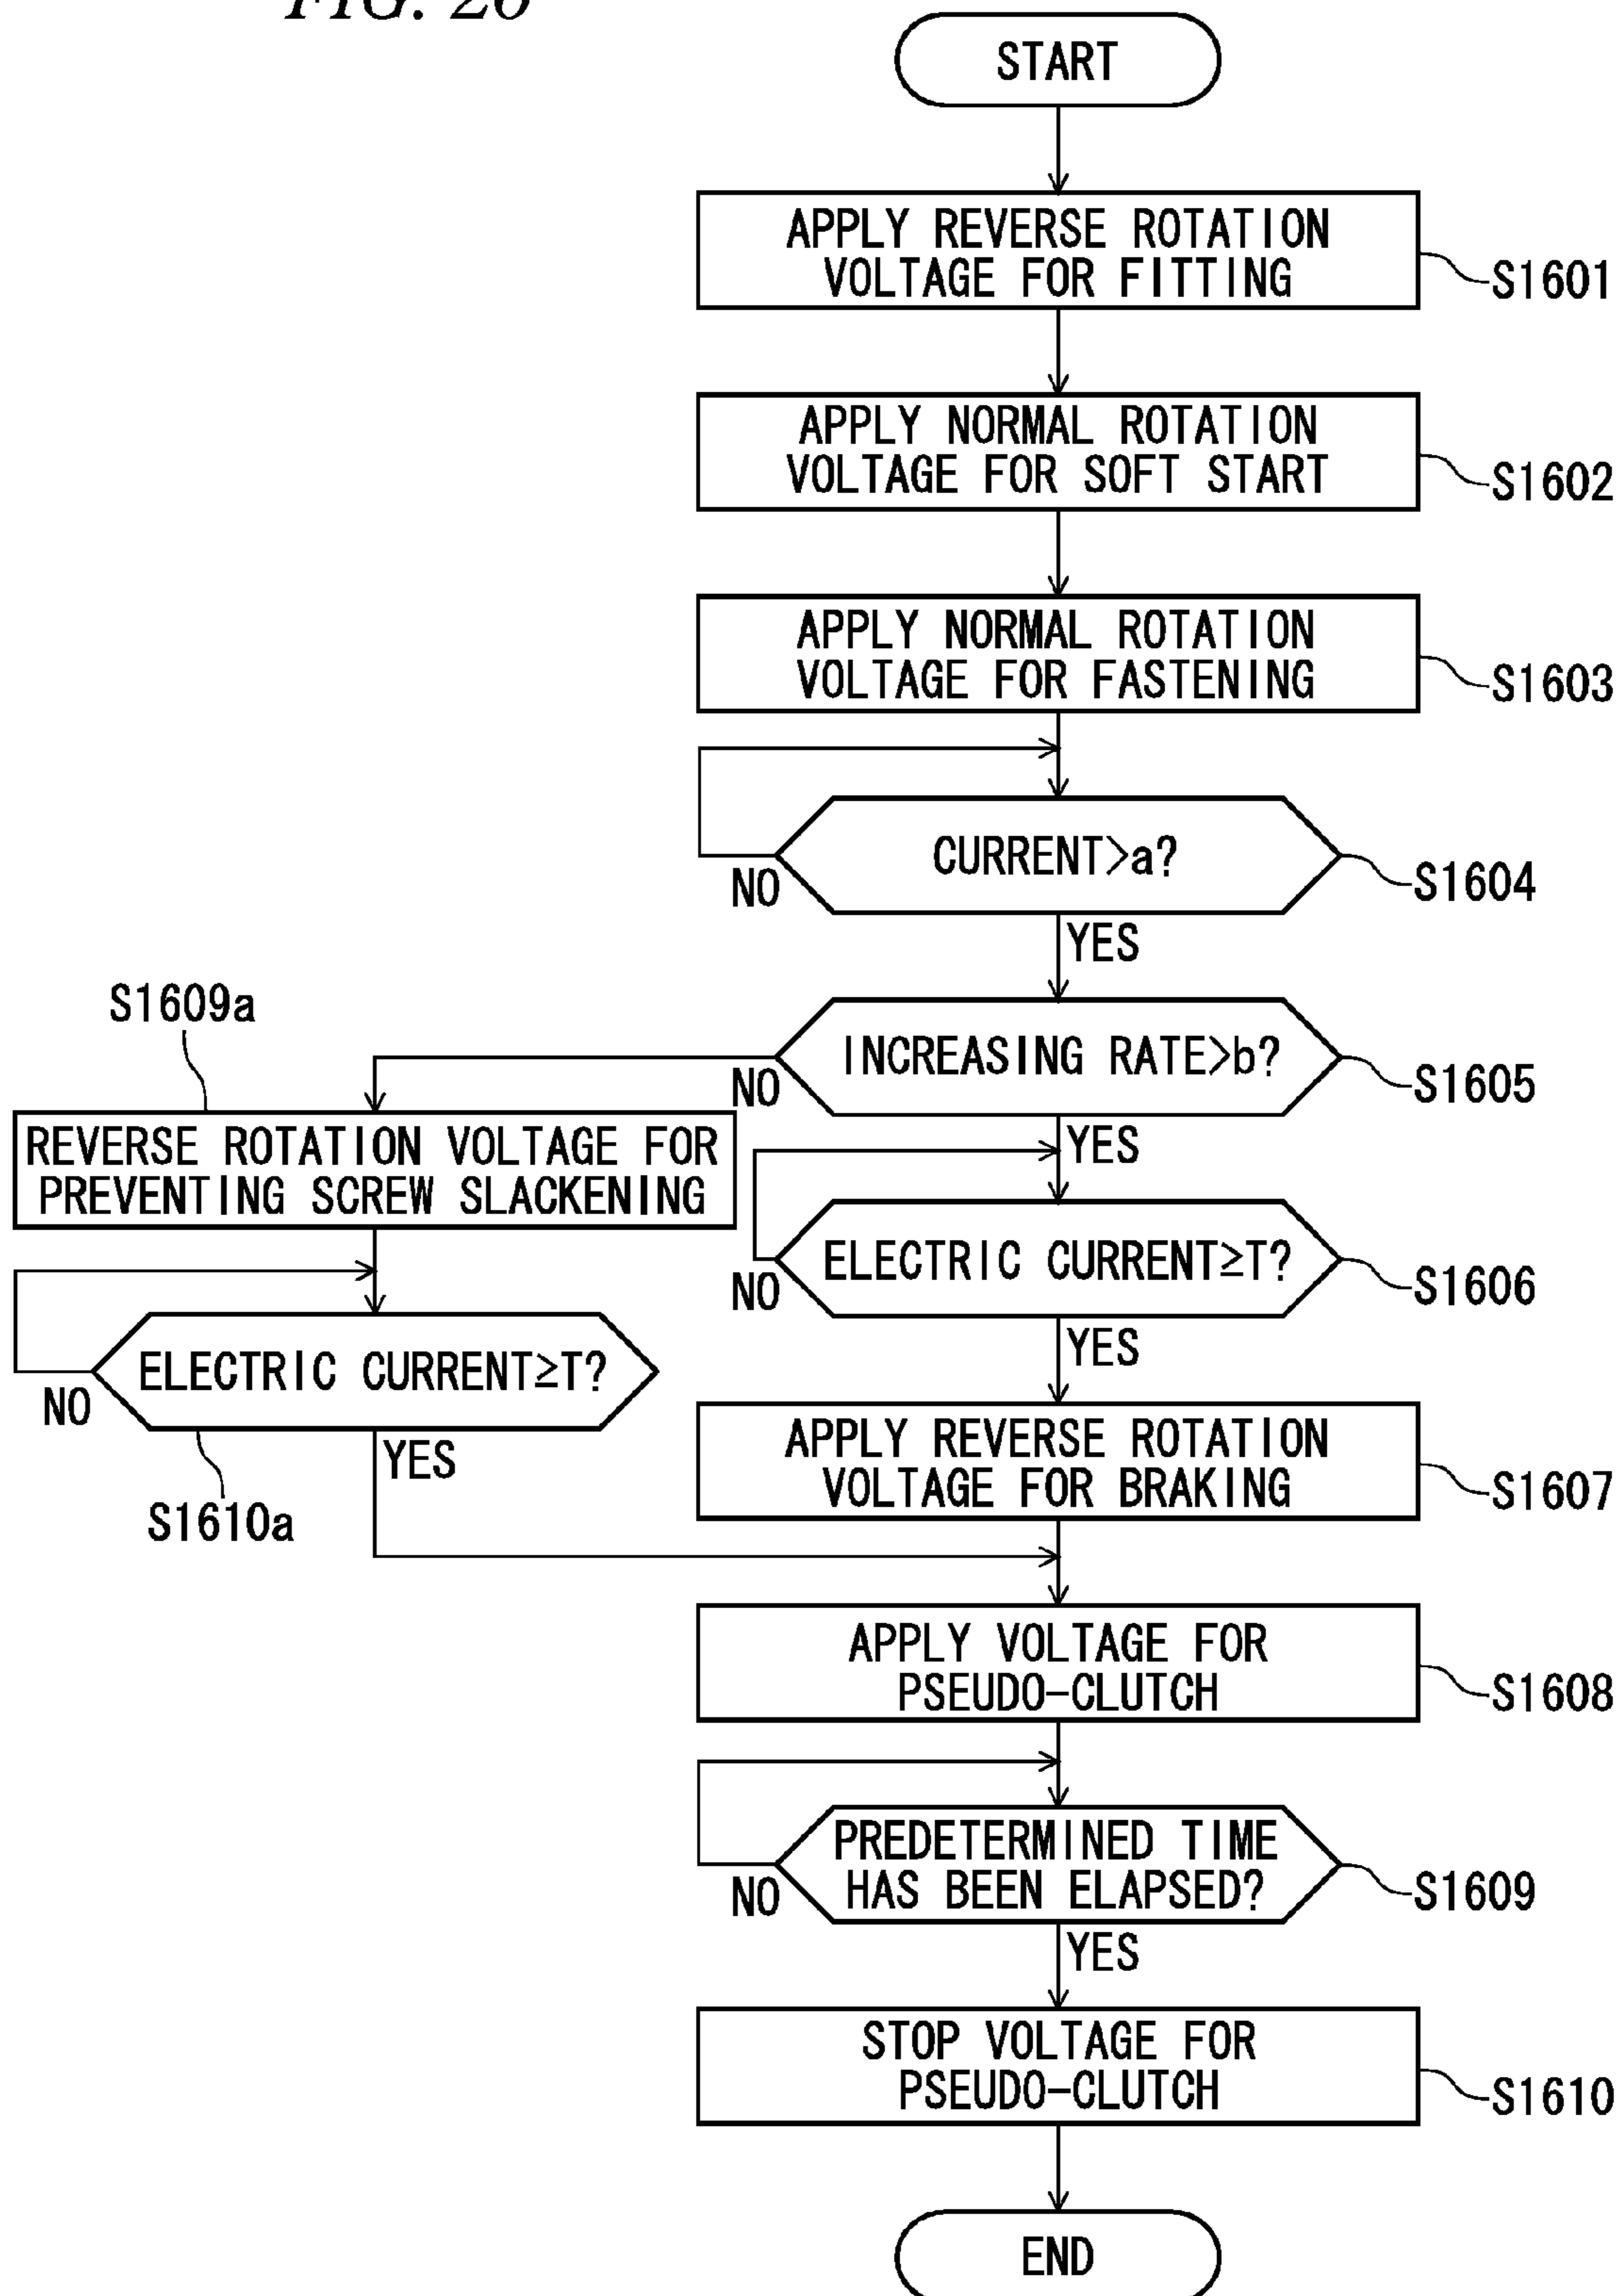 FIG. 26
START
APPLY REVERSE ROTATION
VOLTAGE FOR FITTING
S1601
APPLY NORMAL ROTATION
VOLTAGE FOR SOFT START
S1602
APPLY NORMAL ROTATION
VOLTAGE FOR FASTENING
S1603
CURRENT>a?
NO
S1604
YES
S1609a
INCREASING RATE>b?
NO
S1605
YES
REVERSE ROTATION VOLTAGE FOR
PREVENTING SCREW SLACKENING
ELECTRIC CURRENT≥T?
NO
S1606
YES
ELECTRIC CURRENT≥T?
NO
YES
S1610a
APPLY REVERSE ROTATION
VOLTAGE FOR BRAKING
S1607
APPLY VOLTAGE FOR
PSEUDO-CLUTCH
S1608
PREDETERMINED TIME
HAS BEEN ELAPSED?
NO
S1609
YES
STOP VOLTAGE FOR
PSEUDO-CLUTCH
S1610
END